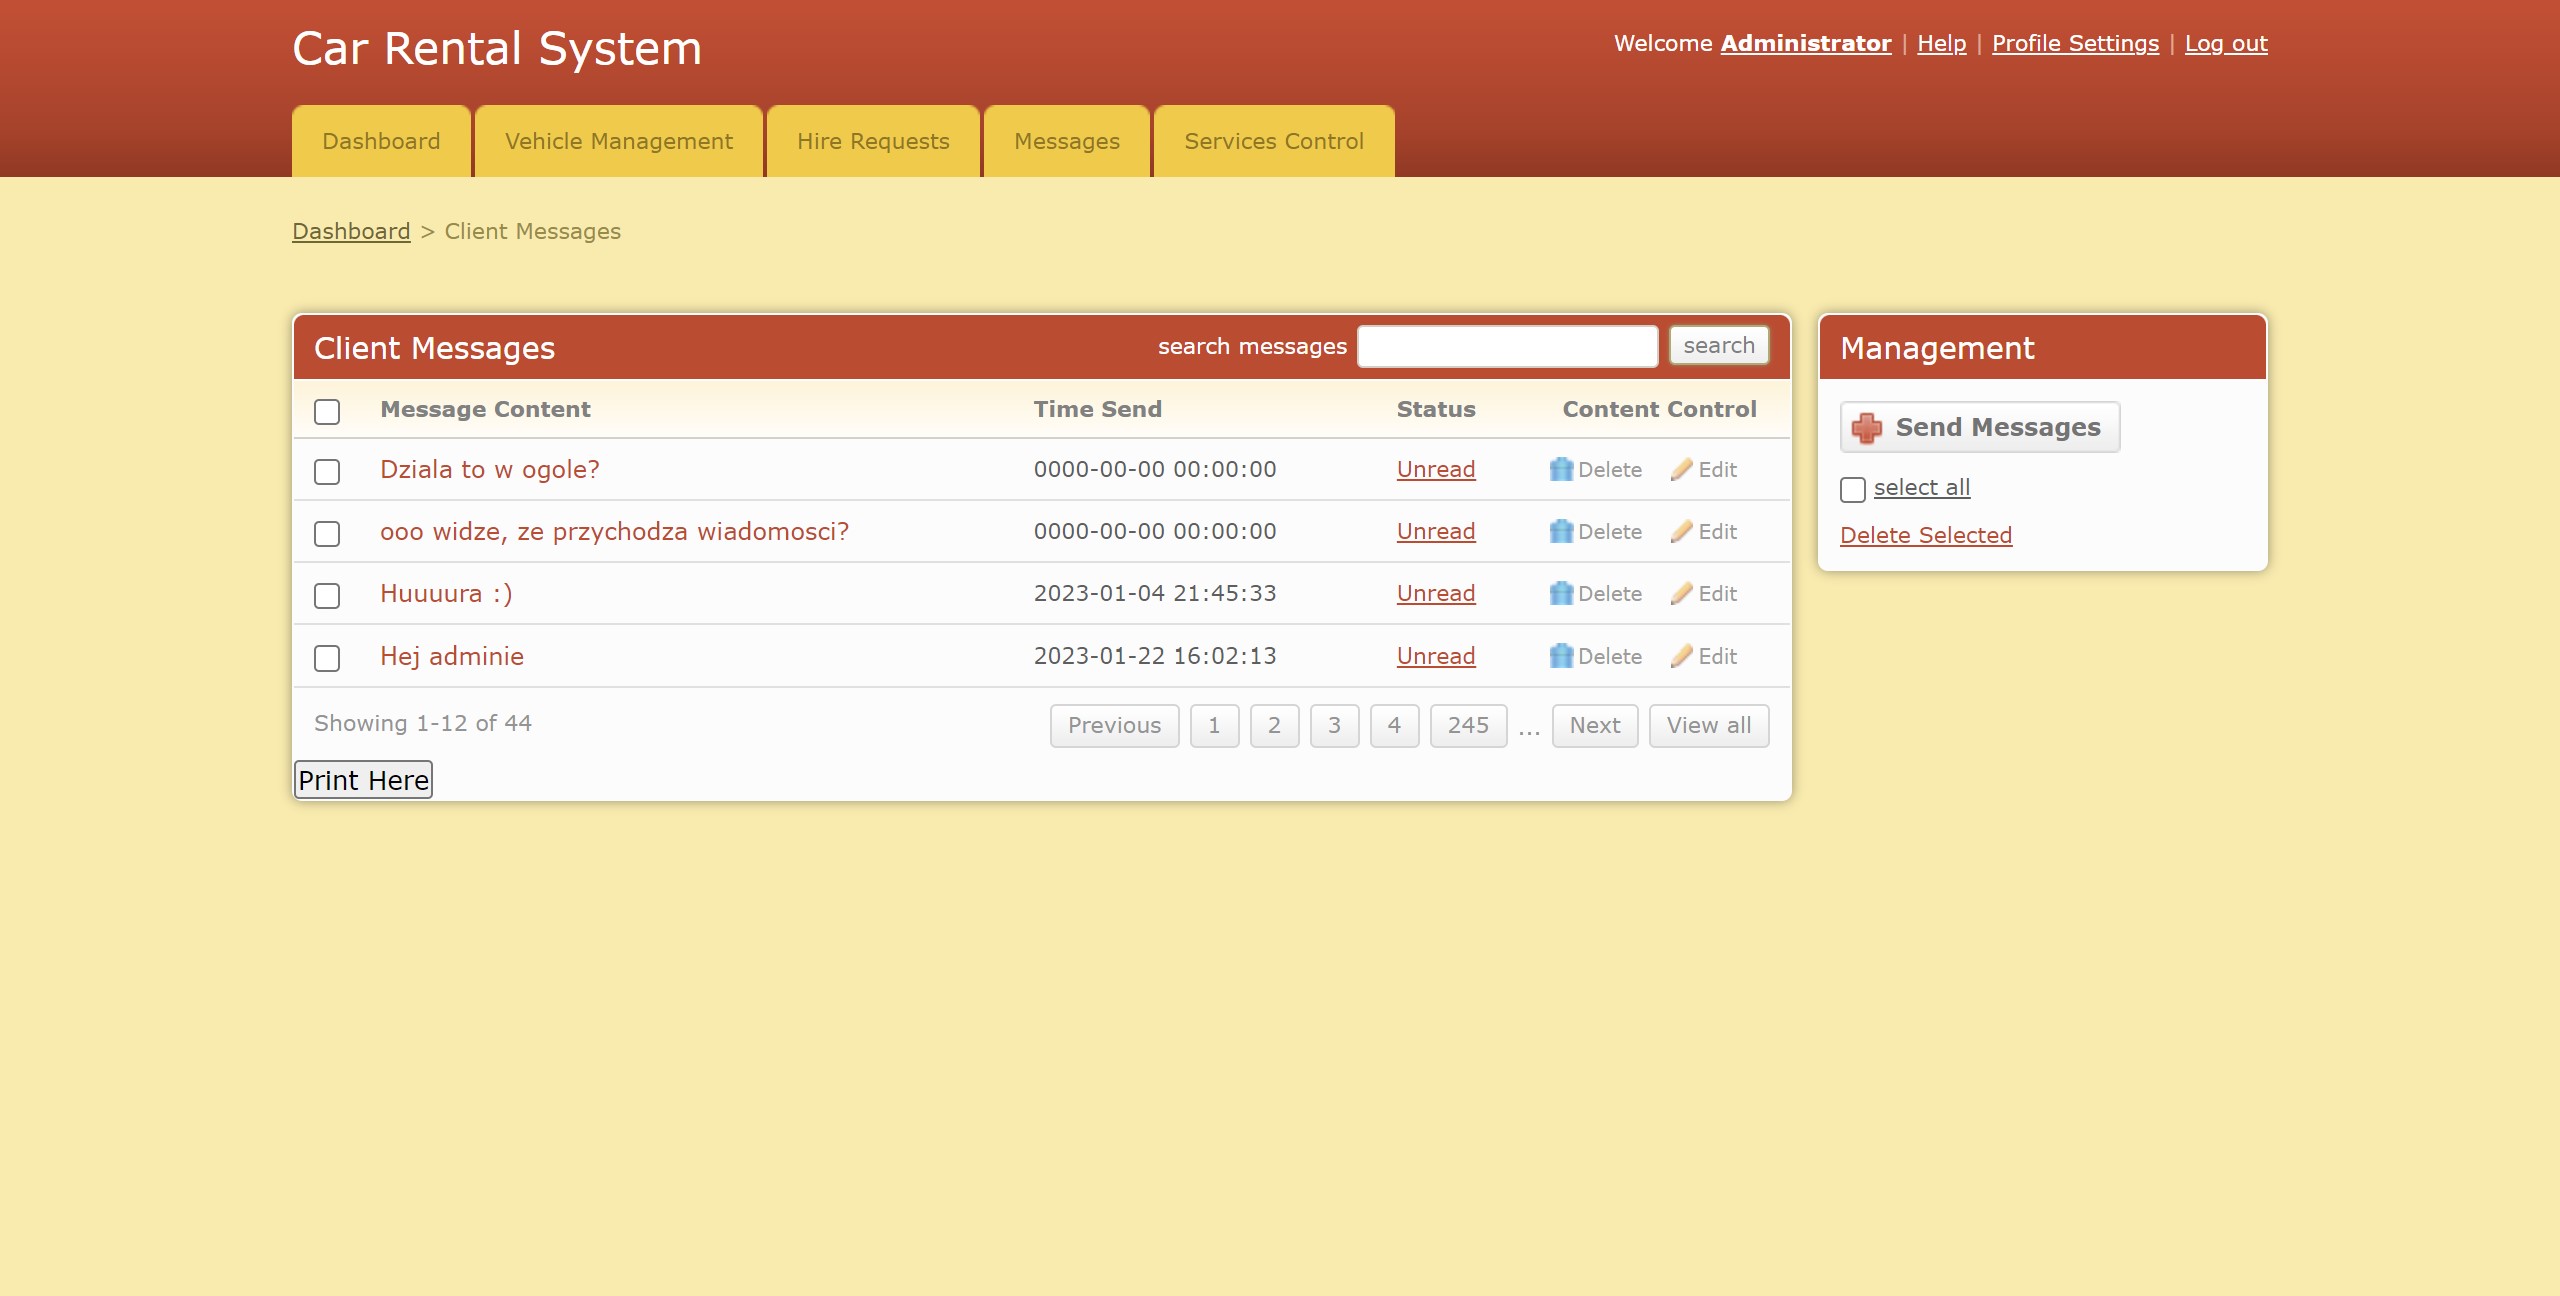 Car Rental System
Welcome Administrator | Help | Profile Settings | Log out
Dashboard Vehicle Management Hire Requests Messages Services Control
Dashboard > Client Messages
Client Messages search messages search
Message Content Time Send Status Content Control
Dziala to w ogole? 0000-00-00 00:00:00 Unread Delete Edit
ooo widze, ze przychodza wiadomosci? 0000-00-00 00:00:00 Unread Delete Edit
Huuuura :) 2023-01-04 21:45:33 Unread Delete Edit
Hej adminie 2023-01-22 16:02:13 Unread Delete Edit
Showing 1-12 of 44 Previous 1 2 3 4 245 ... Next View all
Print Here
Management
Send Messages
select all
Delete Selected